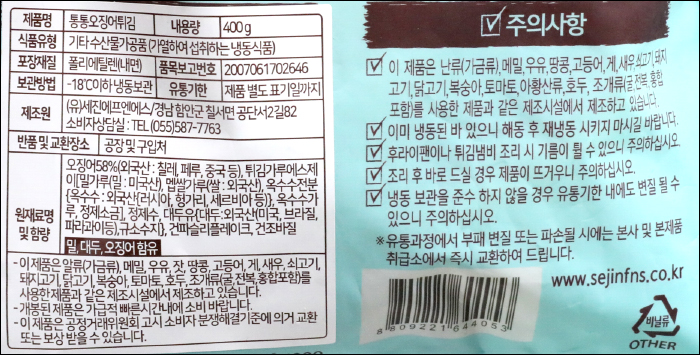 제품명 통통오징어튀김 내용량 400g
식품유형 기타수산물가공품(가열하여 섭취하는 냉동식품)
포장재질 폴리에틸렌(내면) 품목보고번호 2007061702646
보관방법 -18℃이하 냉동보관 유통기한 제품 별도 표기일까지
제조원 (유)세진에프엔에스/경남 함안군 칠서면 공단서2길82
소비자상담실 : TEL (055)587-7763
반품 및 교환장소 공장 및 구입처
원재료명 및 함량
오징어58%(외국산 : 칠레, 페루, 중국 등), 튀김가루에스제
이[밀가루(밀 : 미국산), 멥쌀가루(쌀 : 외국산), 옥수수전분
{옥수수 : 외국산(러시아, 헝가리, 세르비아 등)}, 옥수수가
루, 정제소금], 정제수, 대두유{대두:외국산(미국, 브라질,
파라과이등),규소수지}, 건파슬리플레이크, 건조바질
밀, 대두, 오징어 함유
- 이 제품은 알류(가금류), 메밀, 우유, 잣, 땅콩, 고등어, 게, 새우, 쇠고기,
돼지고기, 닭고기, 복숭아, 토마토, 호두, 조개류(굴,전복,홍합포함)를
사용한 제품과 같은 제조시설에서 제조하고 있습니다.
- 개봉된 제품은 가급적 빠른시간내에 소비 바랍니다.
- 이 제품은 공정거래위원회 고시 소비자 분쟁해결기준에 의거 교환
또는 보상 받을 수 있습니다.
주의사항
이 제품은 난류(가금류), 메밀, 우유, 땅콩, 고등어, 게, 새우, 쇠고기, 돼지
고기, 닭고기, 복숭아, 토마토, 아황산류, 호두, 조개류(굴,전복,홍합
포함)를 사용한 제품과 같은 제조시설에서 제조하고 있습니다.
이미 냉동된 바 있으니 해동 후 재냉동 시키지 마시길 바랍니다.
후라이팬이나 튀김냄비 조리 시 기름이 튈 수 있으니 주의하십시오.
조리 후 바로 드실 경우 제품이 뜨거우니 주의하십시오.
냉동 보관을 준수 하지 않을 경우 유통기한 내에도 변질 될 수
있으니 주의하십시오.
※유통과정에서 부패 변질 또는 파손될 시에는 본사 및 본제품
취급소에서 즉시 교환하여 드립니다.
www.sejinfns.co.kr
8 809221 644053
비닐류
OTHER